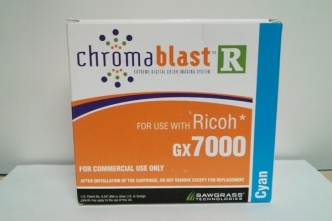 chromablast™ R
EXTREME DIGITAL COLOR IMAGING SYSTEM
FOR USE WITH Ricoh*
GX7000
FOR COMMERCIAL USE ONLY
AFTER INSTALLATION OF THE CARTRIDGE, DO NOT REMOVE EXCEPT FOR REPLACEMENT
SAWGRASS
TECHNOLOGIES
Cyan